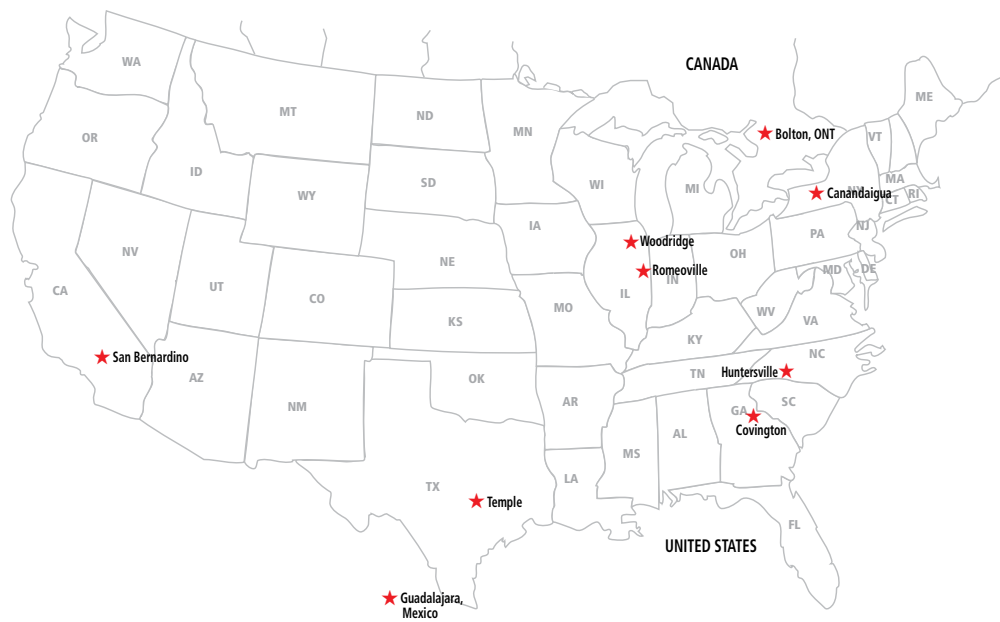 CANADA
WA
MT
ND
ME
OR
MN
VT
Bolton, ONT
ID
SD
WI
MI
MA
WY
NY
Canandaigua
CT
RI
IA
NJ
PA
NV
Woodridge
OH
NE
Romeoville
MD
DE
IN
CA
UT
CO
IL
MO
WV
VA
KS
KY
San Bernardino
NC
AZ
OK
TN
Huntersville
NM
AR
SC
GA
Covington
AL
MS
TX
LA
Temple
FL
UNITED STATES
Guadalajara,
Mexico